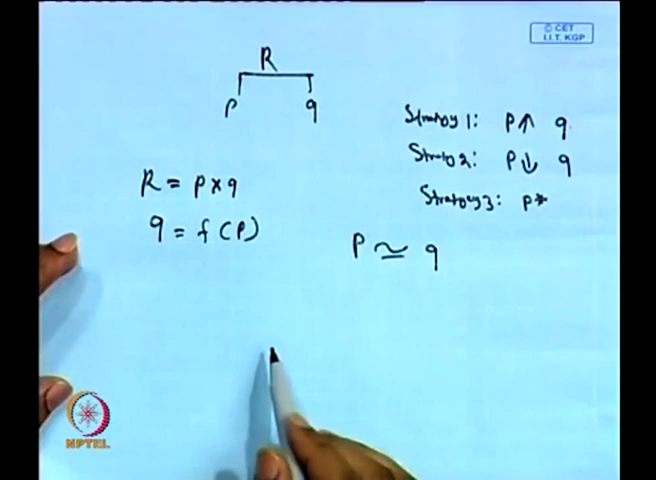 © CET
I.I.T. KGP
R
P q
Strategy 1: P↑ q
Strategy 2: P↓ q
Strategy 3: P*
R = P × q
q = f (P)
P ≃ q
NPTEL